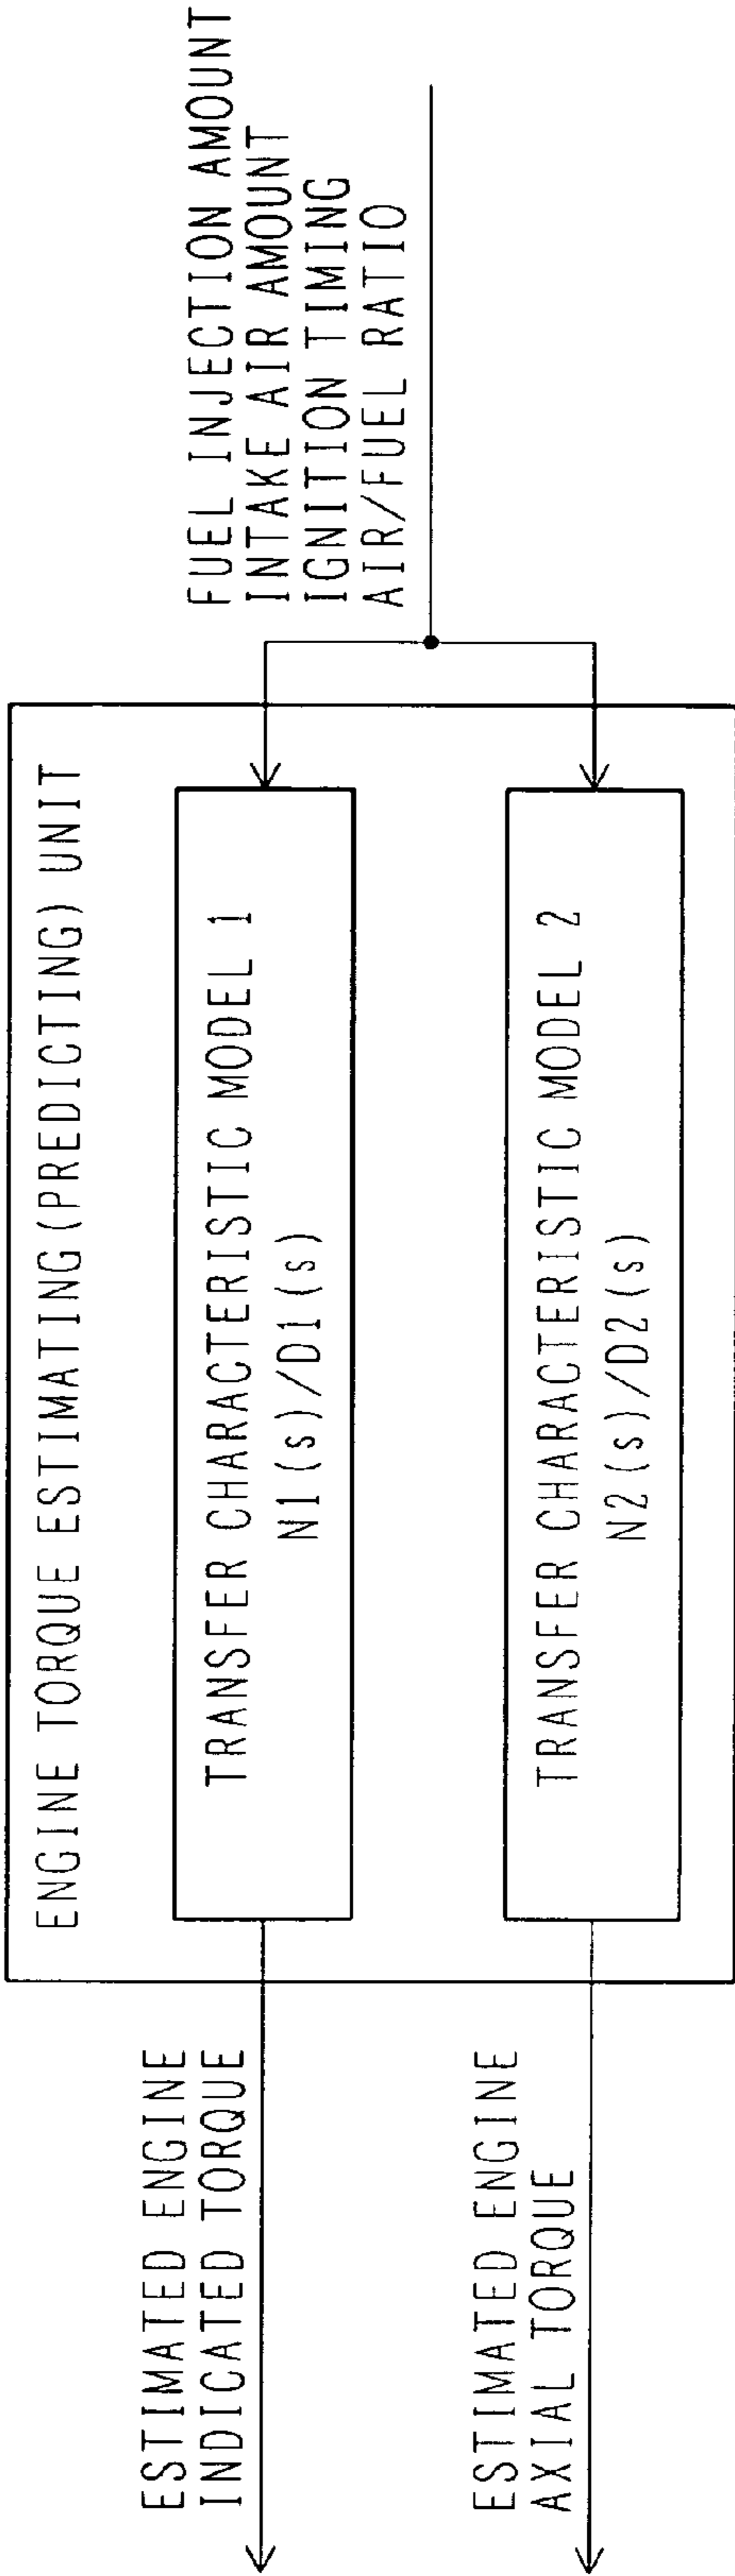 ENGINE TORQUE ESTIMATING(PREDICTING) UNIT
ESTIMATED ENGINE
INDICATED TORQUE
TRANSFER CHARACTERISTIC MODEL 1
N1(s)/D1(s)
FUEL INJECTION AMOUNT
INTAKE AIR AMOUNT
IGNITION TIMING
AIR/FUEL RATIO
ESTIMATED ENGINE
AXIAL TORQUE
TRANSFER CHARACTERISTIC MODEL 2
N2(s)/D2(s)